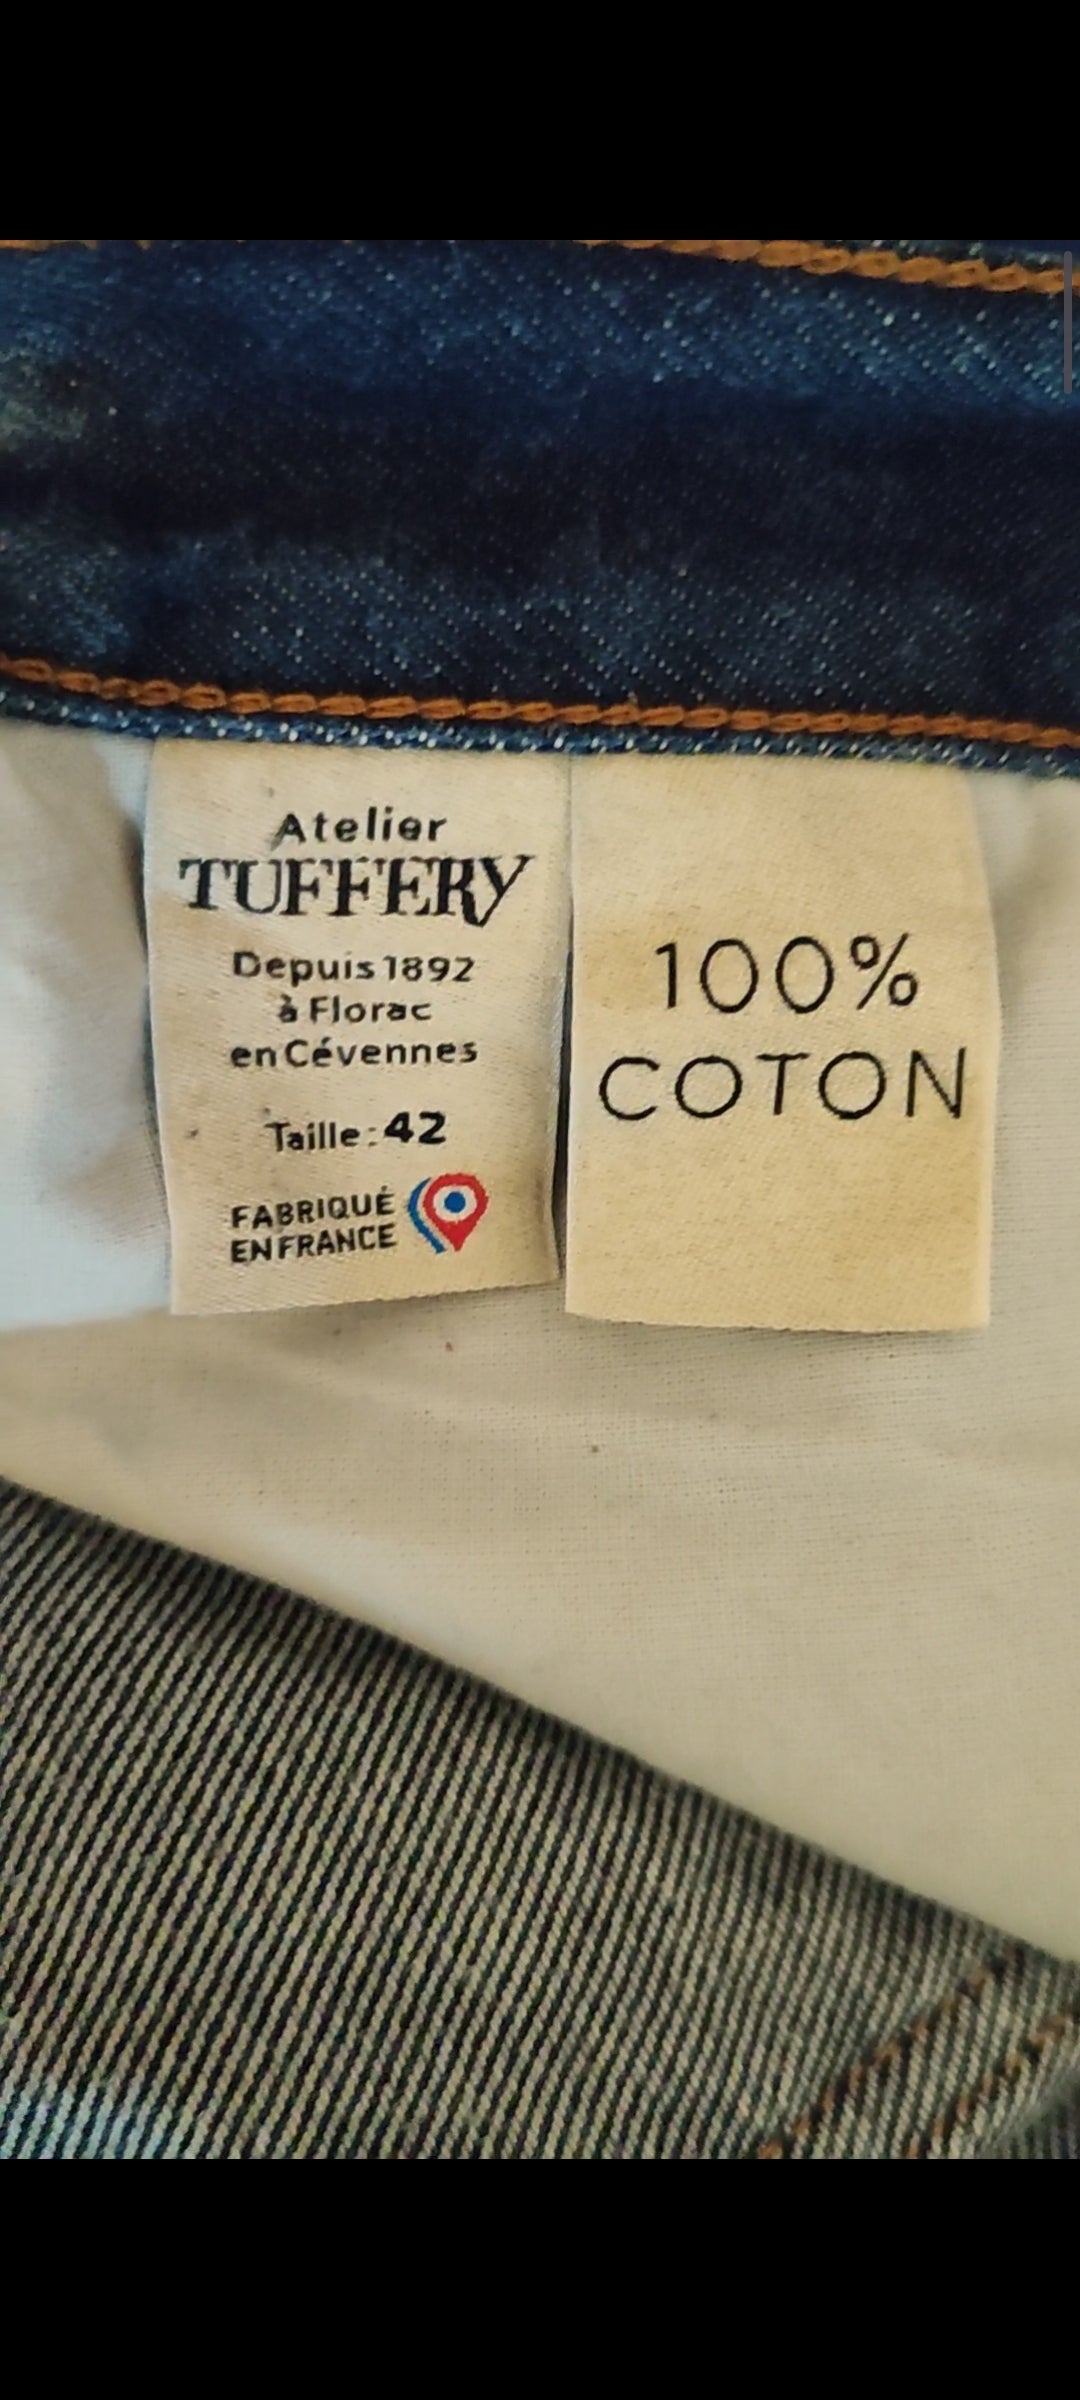 Atelier
TUFFERY
Depuis 1892
à Florac
en Cévennes
Taille : 42
FABRIQUÉ
EN FRANCE
100%
COTON